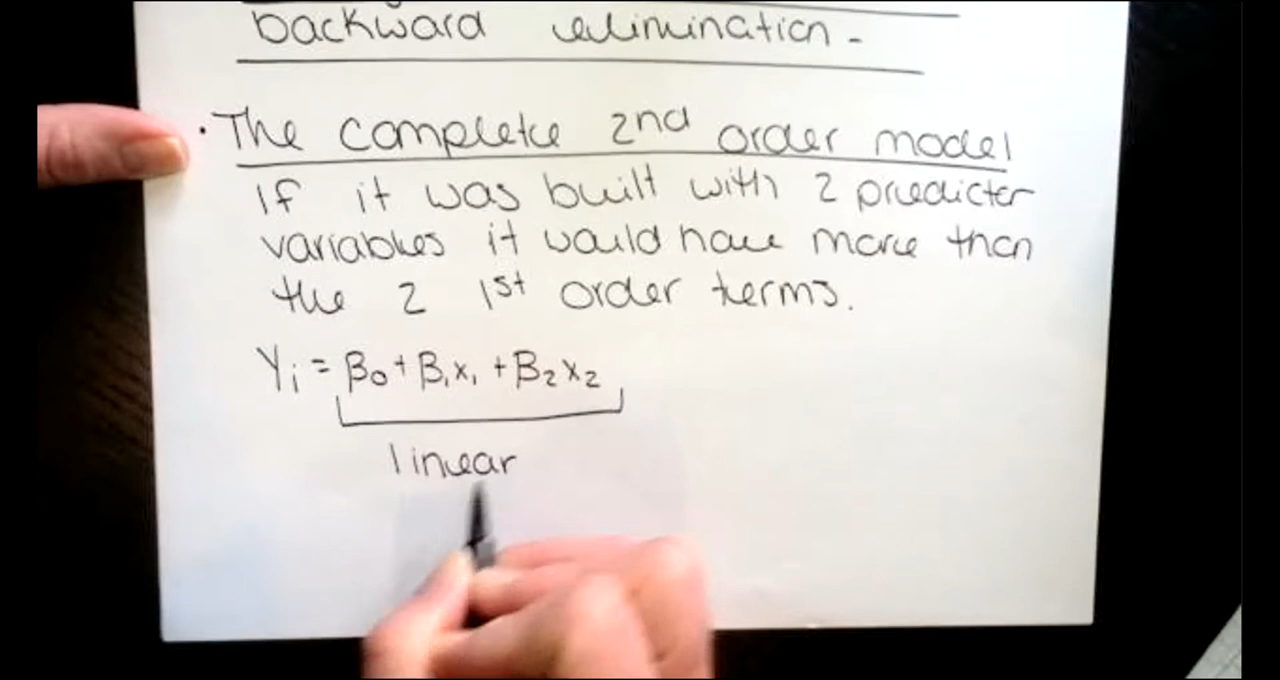 backward elimination -
· The complete 2nd order model
If it was built with 2 predicter
variables it would have more than
the 2 1st order terms.
Yi = β0 + β1x1 + β2x2
linear